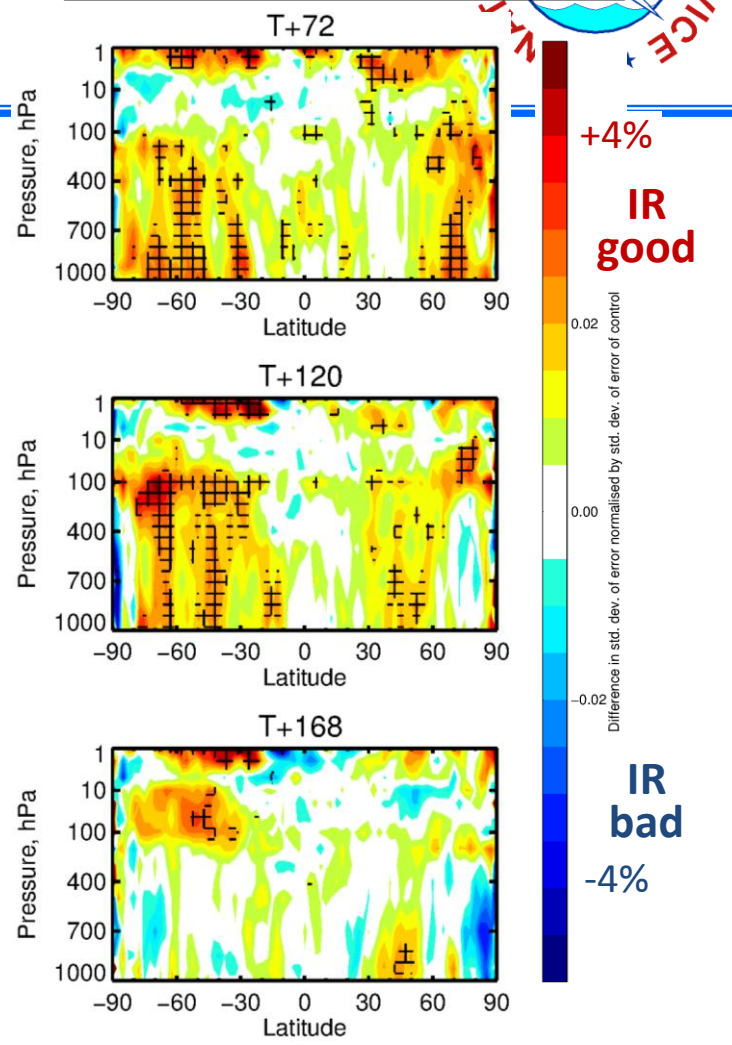 T+72
1
10
100
400
700
1000
Pressure, hPa
−90 −60 −30 0 30 60 90
Latitude
T+120
1
10
100
400
700
1000
Pressure, hPa
−90 −60 −30 0 30 60 90
Latitude
T+168
1
10
100
400
700
1000
Pressure, hPa
−90 −60 −30 0 30 60 90
Latitude
+4%
IR
good
0.02
0.00
−0.02
Difference in std. dev. of error normalised by std. dev. of error of control
IR
bad
-4%